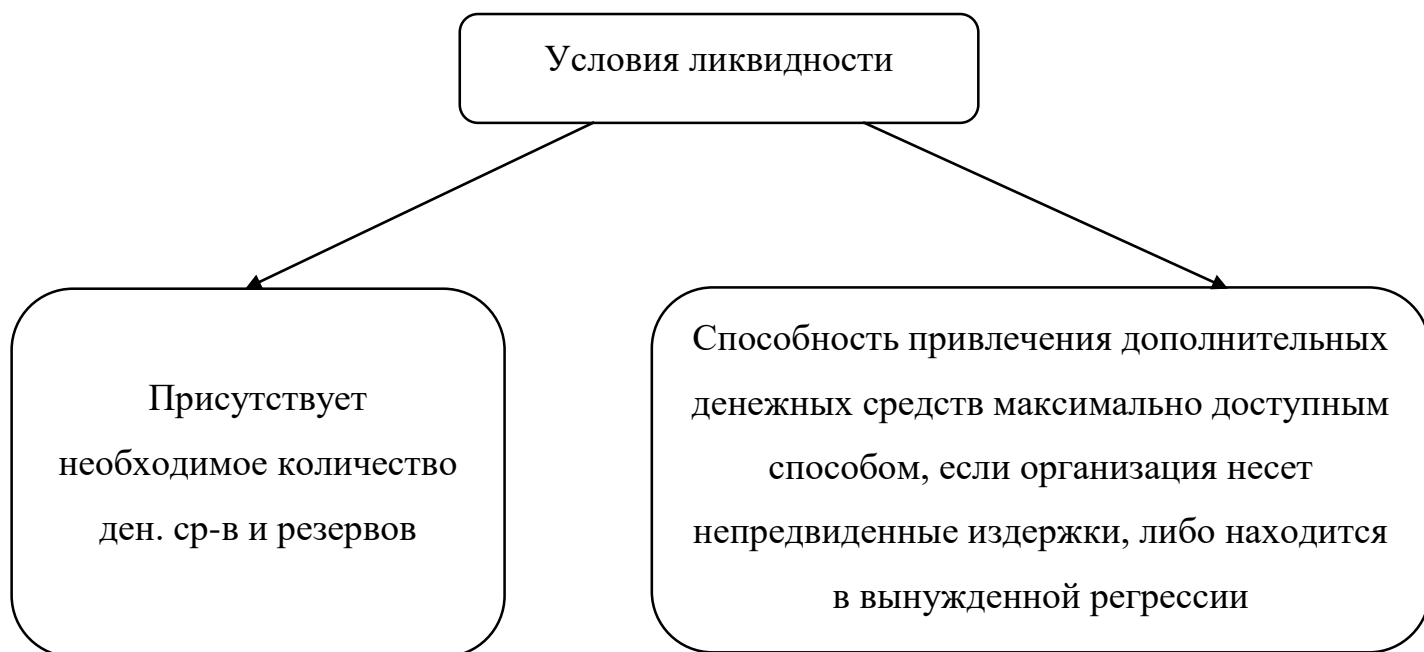 Условия ликвидности
Присутствует
необходимое количество
ден. ср-в и резервов
Способность привлечения дополнительных
денежных средств максимально доступным
способом, если организация несет
непредвиденные издержки, либо находится
в вынужденной регрессии